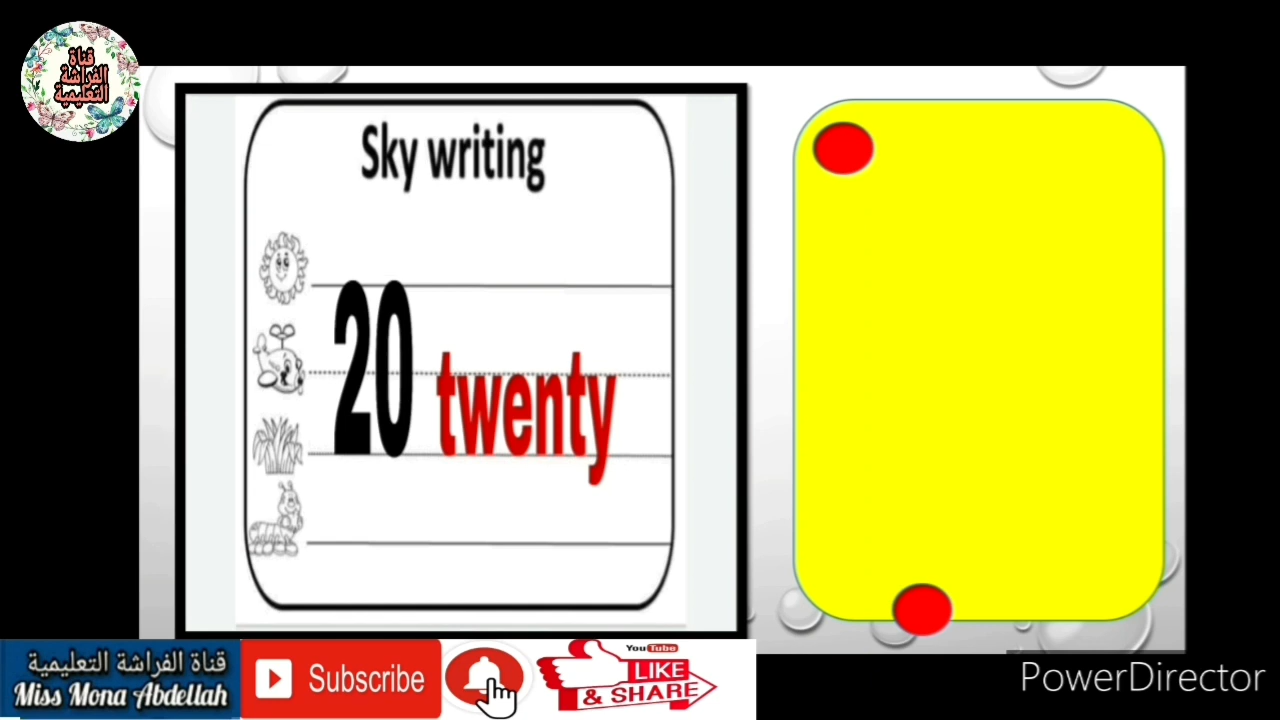 قناة
الفراشة
التعليمية
Sky writing
20 twenty
قناة الفراشة التعليمية
Miss Mona Abdellah
Subscribe
YouTube
LIKE
& SHARE
PowerDirector